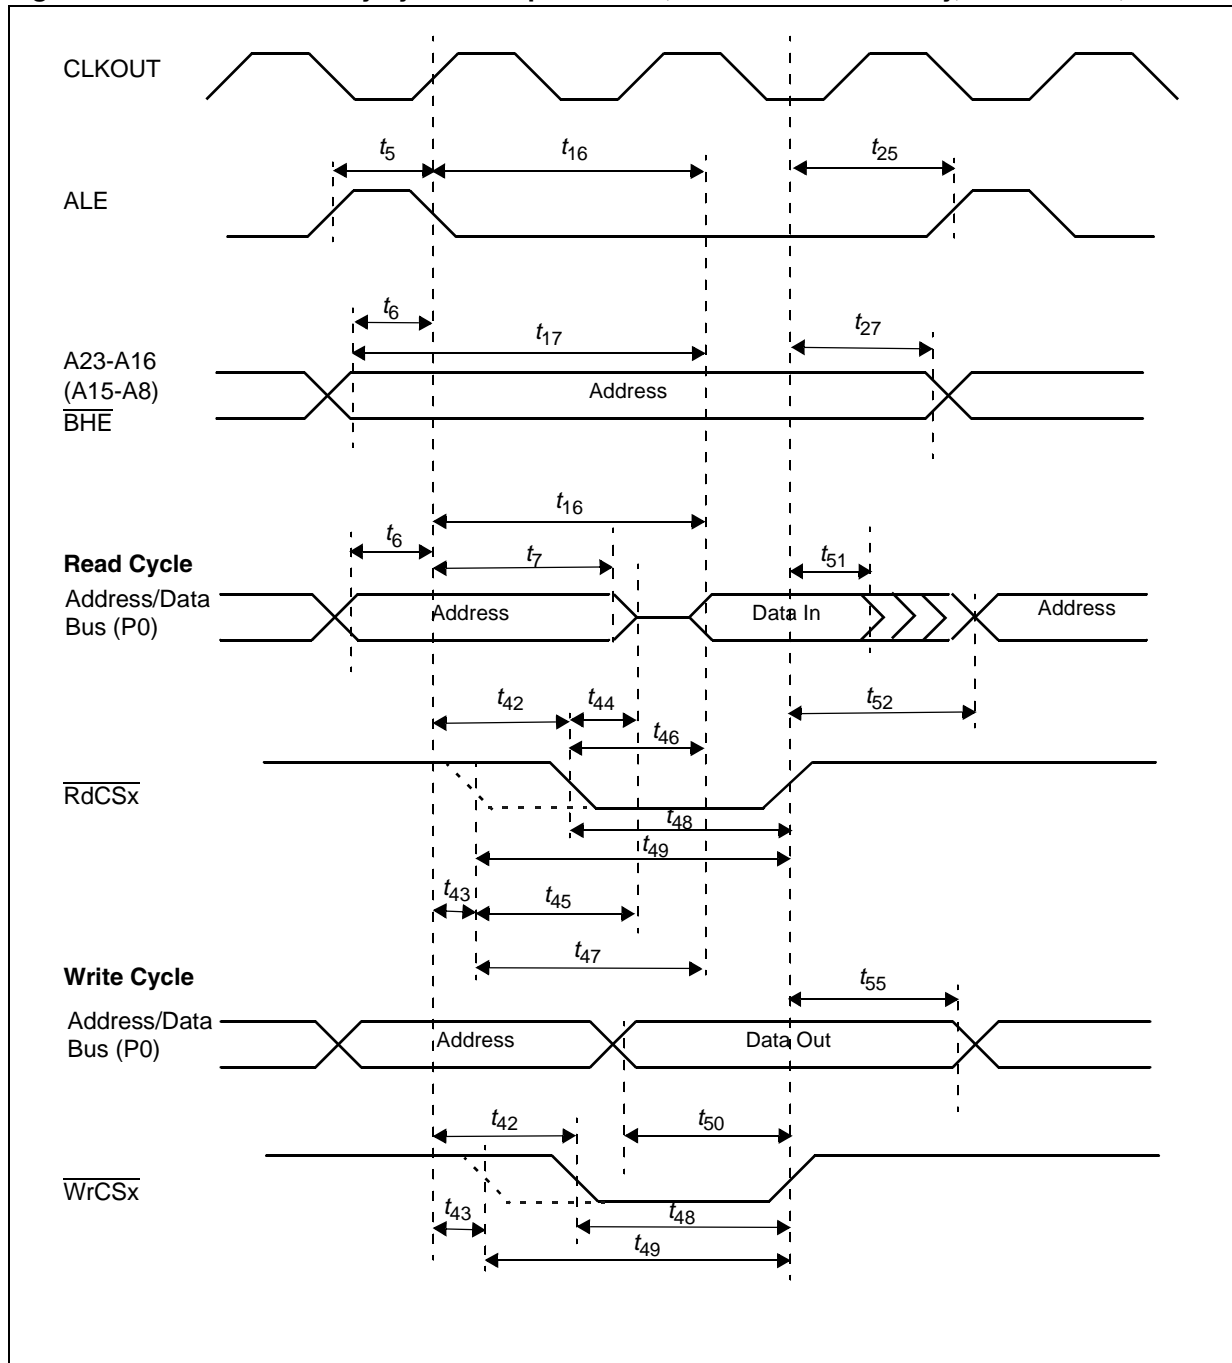 CLKOUT
t5
t16
t25
ALE
t6
t17
t27
A23-A16
(A15-A8)
BHE
Address
t16
t6
t7
t51
Read Cycle
Address/Data
Bus (P0)
Address
Data In
Address
t42
t44
t52
t46
RdCSx
t48
t49
t43
t45
t47
Write Cycle
t55
Address/Data
Bus (P0)
Address
Data Out
t42
t50
WrCSx
t43
t48
t49